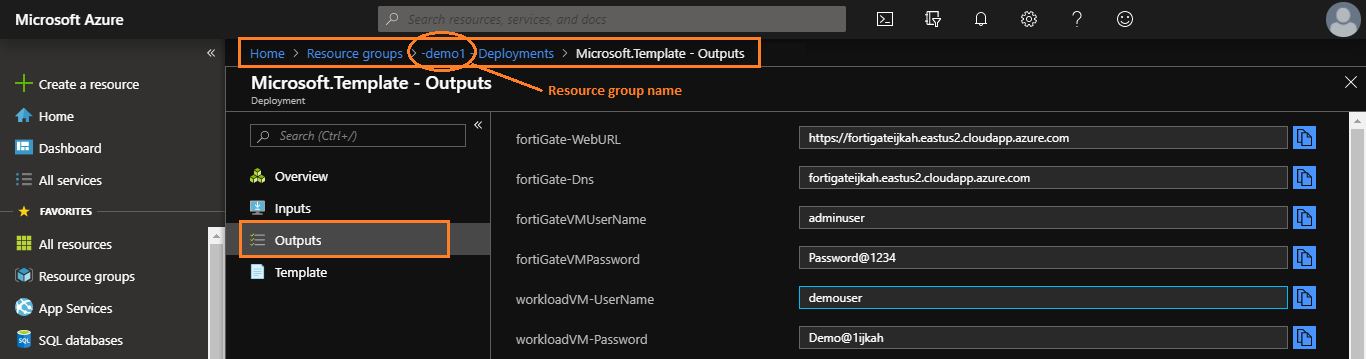 Microsoft Azure
Search resources, services, and docs
Home > Resource groups > -demo1 - Deployments > Microsoft.Template - Outputs
Resource group name
Microsoft.Template - Outputs
Deployment
Create a resource
Home
Dashboard
All services
FAVORITES
All resources
Resource groups
App Services
SQL databases
Search (Ctrl+/)
Overview
Inputs
Outputs
Template
fortiGate-WebURL https://fortigateijkah.eastus2.cloudapp.azure.com
fortiGate-Dns fortigateijkah.eastus2.cloudapp.azure.com
fortiGateVMUserName adminuser
fortiGateVMPassword Password@1234
workloadVM-UserName demouser
workloadVM-Password Demo@1ijkah